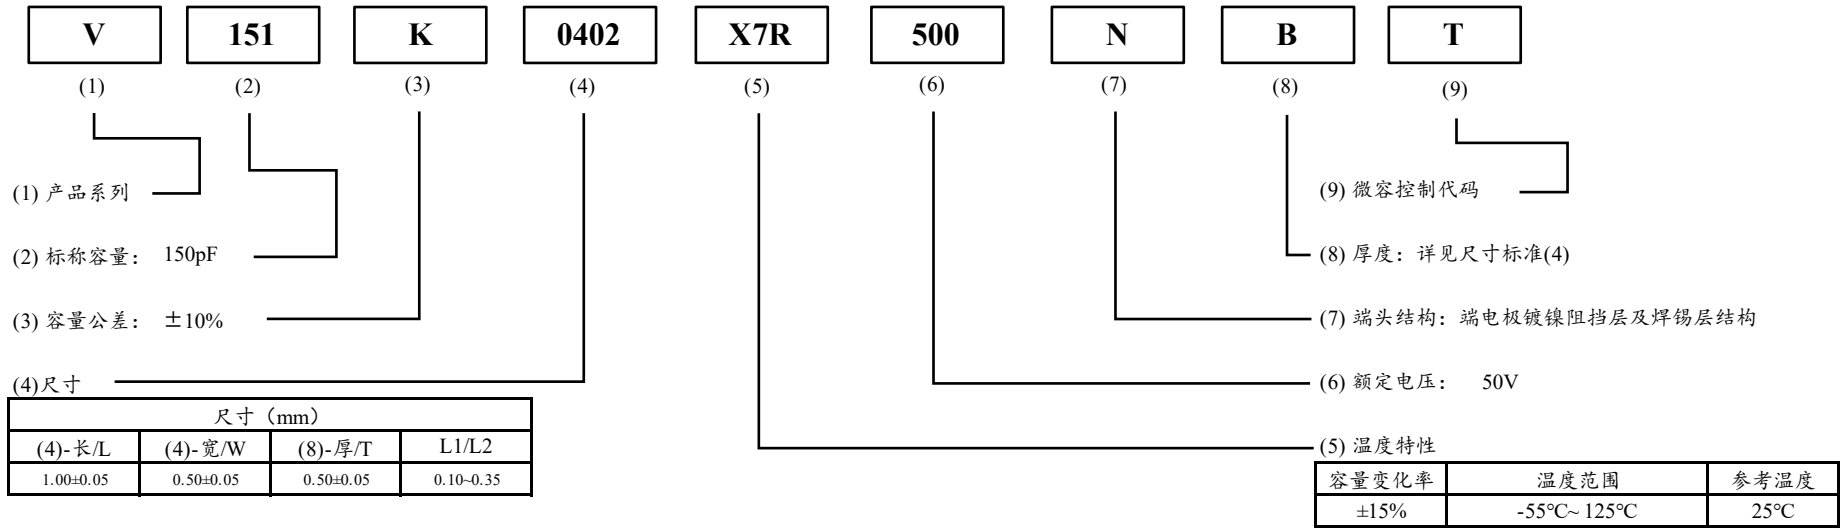 V 151 K 0402 X7R 500 N B T
(1) (2) (3) (4) (5) (6) (7) (8) (9)
(1) 产品系列
(9) 微容控制代码
(2) 标称容量： 150pF
(8) 厚度：详见尺寸标准(4)
(3) 容量公差： ±10%
(7) 端头结构：端电极镀镍阻挡层及焊锡层结构
(4)尺寸
(6) 额定电压： 50V
尺寸（mm）
(4)-长/L (4)-宽/W (8)-厚/T L1/L2
1.00±0.05 0.50±0.05 0.50±0.05 0.10~0.35
(5) 温度特性
容量变化率 温度范围 参考温度
±15% -55℃~ 125℃ 25℃